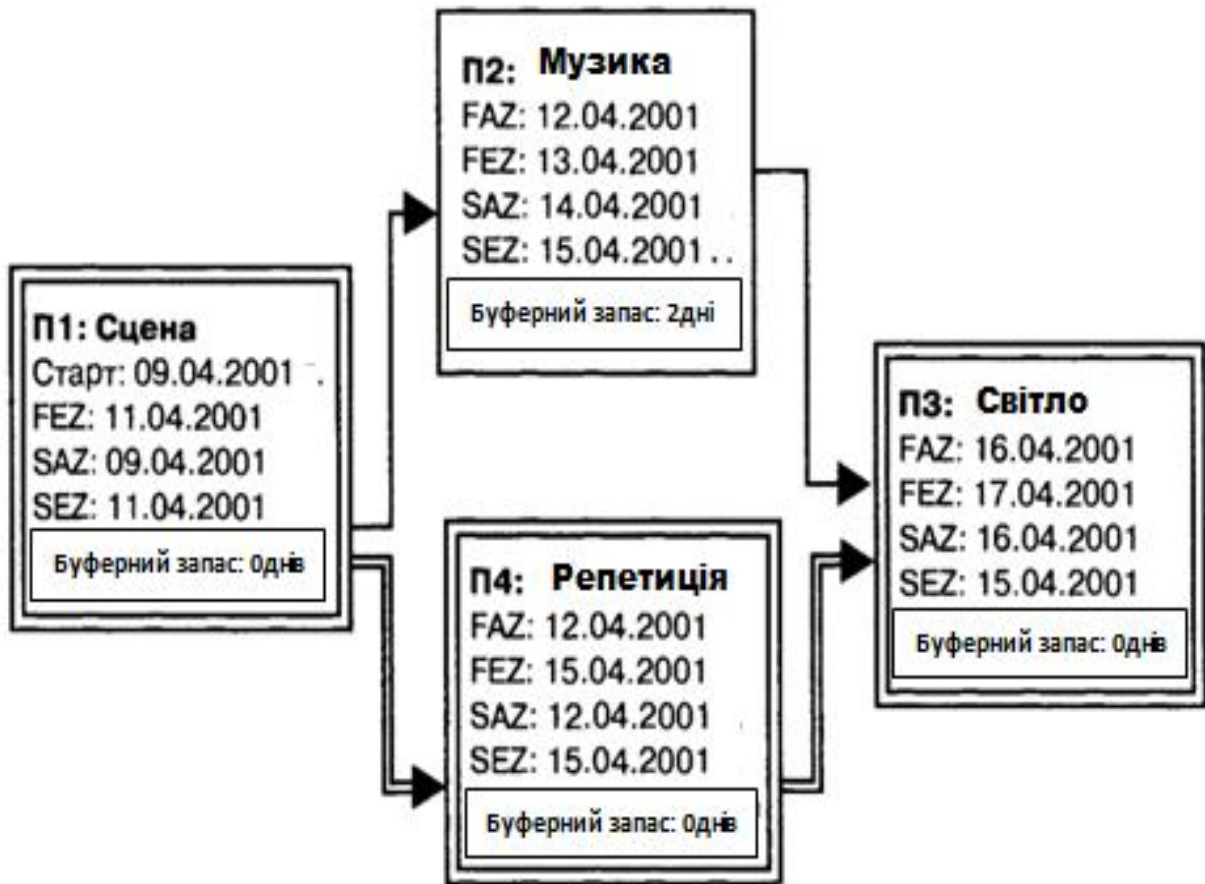 П2: Музика
FAZ: 12.04.2001
FEZ: 13.04.2001
SAZ: 14.04.2001
SEZ: 15.04.2001 ..
Буферний запас: 2дні
П1: Сцена
Старт: 09.04.2001 .
FEZ: 11.04.2001
SAZ: 09.04.2001
SEZ: 11.04.2001
Буферний запас: 0днів
П4: Репетиція
FAZ: 12.04.2001
FEZ: 15.04.2001
SAZ: 12.04.2001
SEZ: 15.04.2001
Буферний запас: 0днів
П3: Світло
FAZ: 16.04.2001
FEZ: 17.04.2001
SAZ: 16.04.2001
SEZ: 15.04.2001
Буферний запас: 0днів